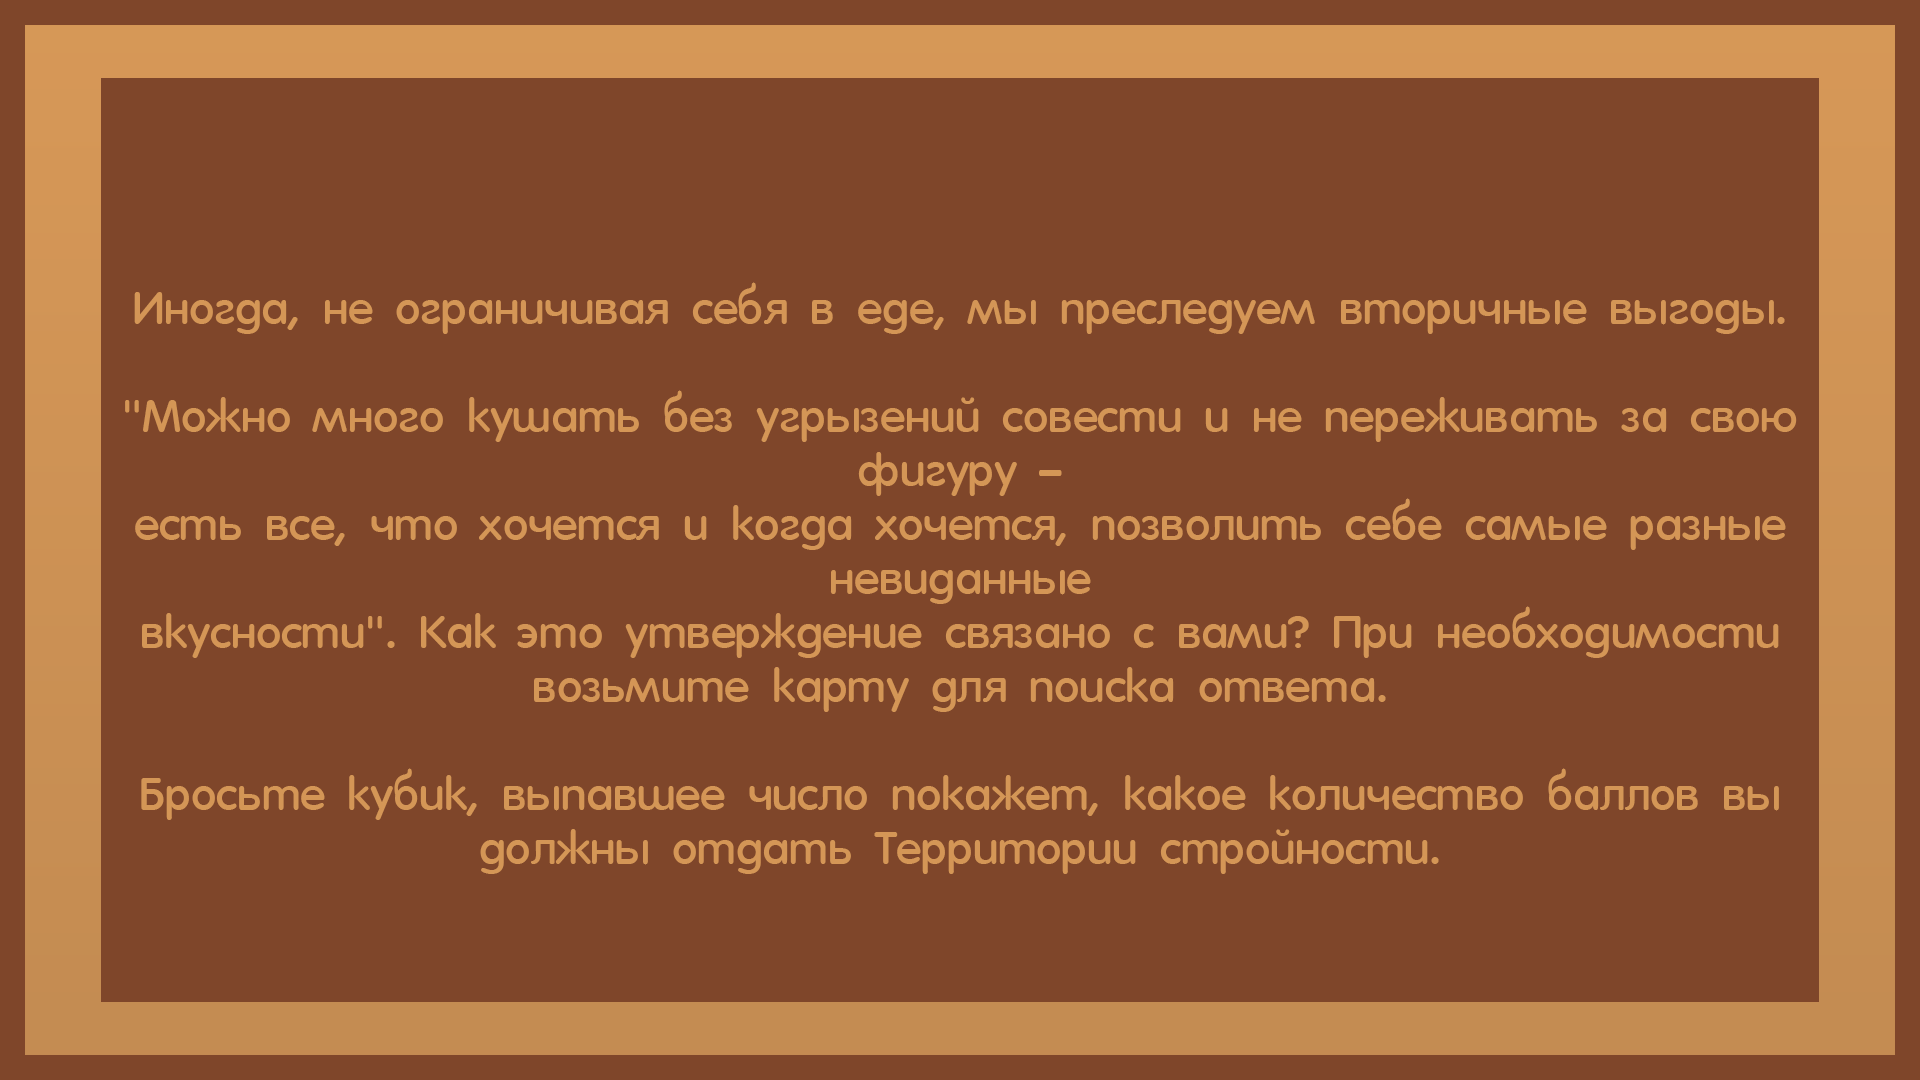 Иногда, не ограничивая себя в еде, мы преследуем вторичные выгоды.
"Можно много кушать без угрызений совести и не переживать за свою
фигуру –
есть все, что хочется и когда хочется, позволить себе самые разные
невиданные
вкусности". Как это утверждение связано с вами? При необходимости
возьмите карту для поиска ответа.
Бросьте кубик, выпавшее число покажет, какое количество баллов вы
должны отдать Территории стройности.